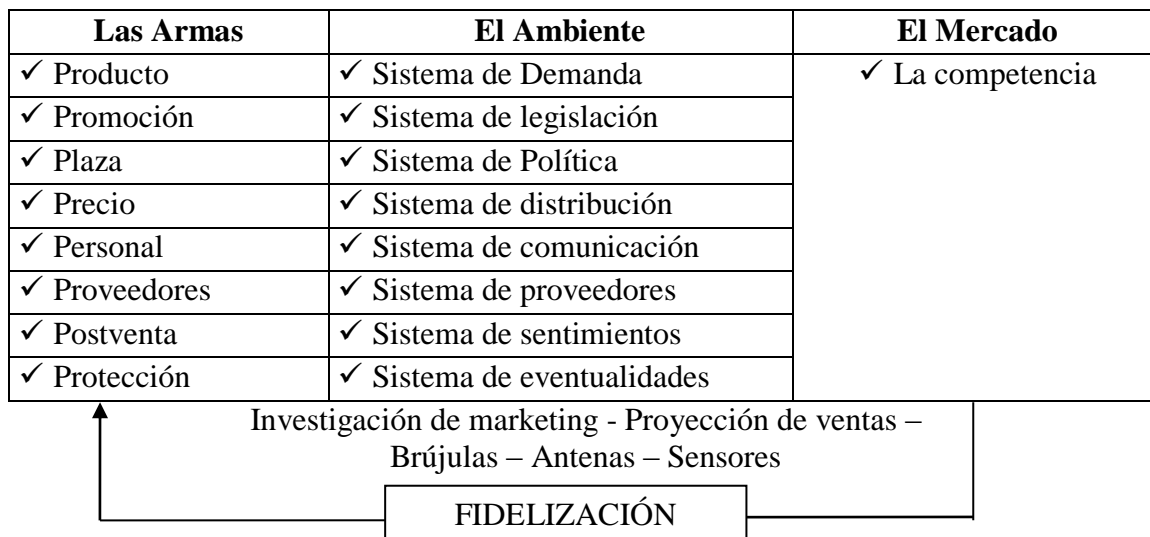 Las Armas El Ambiente El Mercado
✓ Producto ✓ Sistema de Demanda ✓ La competencia
✓ Promoción ✓ Sistema de legislación
✓ Plaza ✓ Sistema de Política
✓ Precio ✓ Sistema de distribución
✓ Personal ✓ Sistema de comunicación
✓ Proveedores ✓ Sistema de proveedores
✓ Postventa ✓ Sistema de sentimientos
✓ Protección ✓ Sistema de eventualidades
Investigación de marketing - Proyección de ventas –
Brújulas – Antenas – Sensores
FIDELIZACIÓN